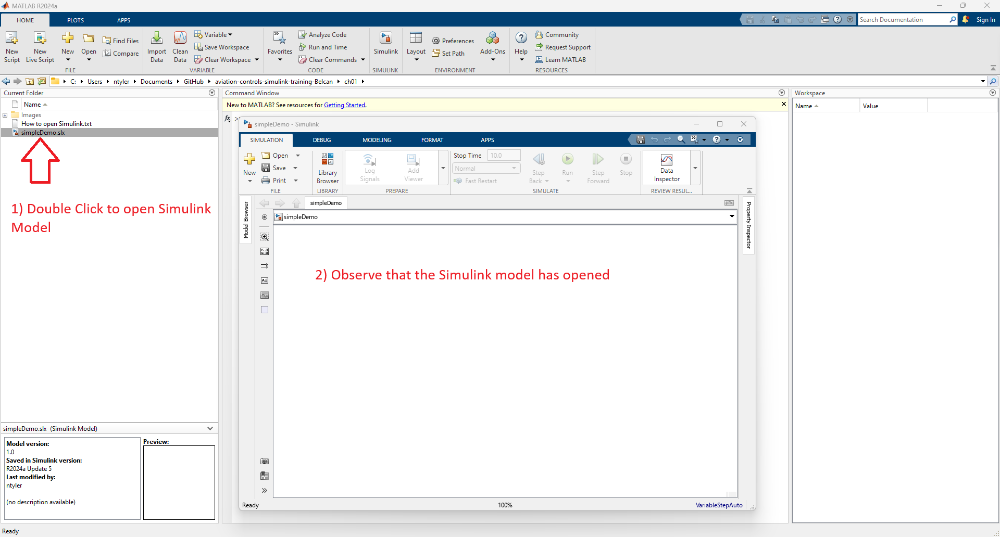 MATLAB R2024a
HOME PLOTS APPS
Search Documentation
Sign In
New Script
New Live Script
New
Open
Find Files
Compare
FILE
Import Data
Clean Data
Variable
Save Workspace
Clear Workspace
VARIABLE
Favorites
Analyze Code
Run and Time
Clear Commands
CODE
Simulink
SIMULINK
Layout
Preferences
Set Path
Add-Ons
ENVIRONMENT
Help
Community
Request Support
Learn MATLAB
RESOURCES
C: Users ntyler Documents GitHub aviation-controls-simulink-training-Belcan ch01
Current Folder
Name
Images
How to open Simulink.txt
simpleDemo.slx
1) Double Click to open Simulink
Model
simpleDemo.slx (Simulink Model)
Model version:
1.0
Saved in Simulink version:
R2024a Update 5
Last modified by:
ntyler
(no description available)
Preview:
Command Window
New to MATLAB? See resources for Getting Started.
fx >
simpleDemo - Simulink
SIMULATION DEBUG MODELING FORMAT APPS
New
Open
Save
Print
FILE
Library Browser
LIBRARY
Log Signals
Add Viewer
PREPARE
Stop Time 10.0
Normal
Fast Restart
Step Back
Run
Step Forward
Stop
SIMULATE
Data Inspector
REVIEW RESUL...
Model Browser
simpleDemo
simpleDemo
Property Inspector
2) Observe that the Simulink model has opened
Ready
100%
VariableStepAuto
Workspace
Name Value
Ready